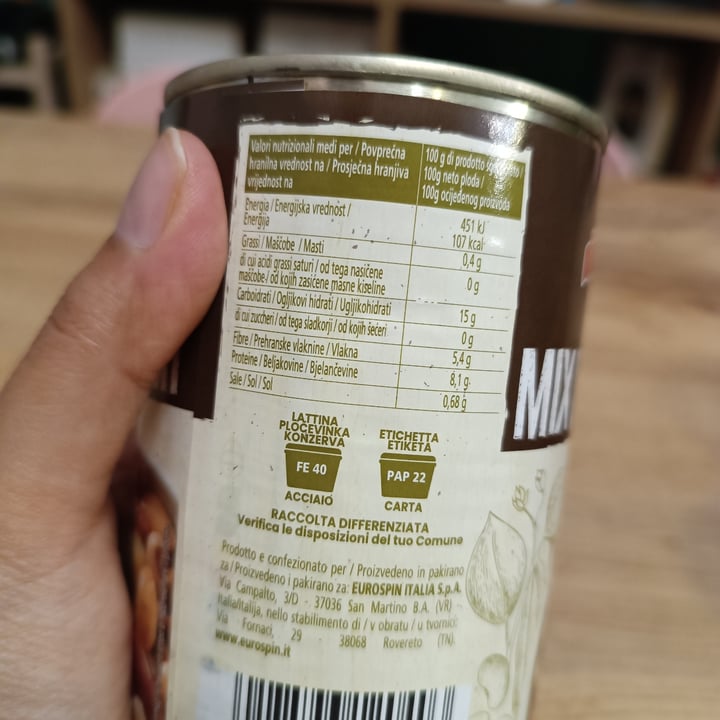 Valori nutrizionali medi per / Povprečna
hranilna vrednost na / Prosječna hranjiva
vrijednost na
100 g di prodotto
100g neto ploda /
100g ocijeđenog proizvoda
Energia / Energijska vrednost /
Energija
451 kJ
107 kcal
Grassi / Maščobe / Masti
0,4 g
di cui acidi grassi saturi / od tega nasičene
maščobe / od kojih zasićene masne kiseline
0 g
Carboidrati / Ogljikovi hidrati / Ugljikohidrati
15 g
di cui zuccheri / od tega sladkorji / od kojih šećeri
0 g
Fibre / Prehranske vlaknine / Vlakna
5,4 g
Proteine / Beljakovine / Bjelančevine
8,1 g
Sale / Sol / Sol
0,68 g
MIX
LATTINA
PLOČEVINKA
KONZERVA
FE 40
ACCIAIO
ETICHETTA
ETIKETA
PAP 22
CARTA
RACCOLTA DIFFERENZIATA
Verifica le disposizioni del tuo Comune
Prodotto e confezionato per / Proizvedeno in pakirano
za / Proizvedeno i pakirano za: EUROSPIN ITALIA S.p.A.
Via Campalto, 3/D - 37036 San Martino B.A. (VR) -
Italia/Italija, nello stabilimento di / v obratu / u tvornici:
Via Fornaci, 29 - 38068 Rovereto (TN).
www.eurospin.it